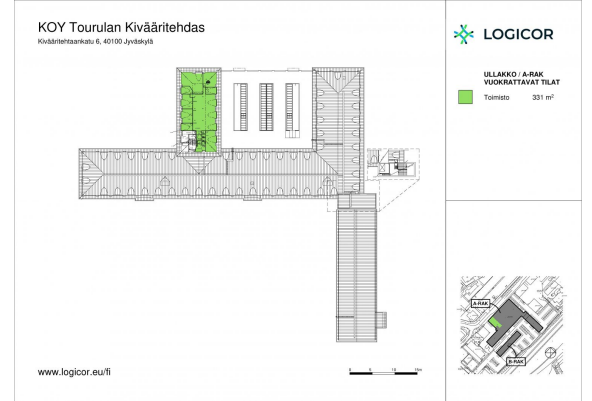 KOY Tourulan Kivääritehdas
Kivääritehtaankatu 6, 40100 Jyväskylä
LOGICOR
ULLAKKO / A-RAK
VUOKRATTAVAT TILAT
Toimisto 331 m²
A-RAK
B-RAK
www.logicor.eu/fi
0 5 10 15m